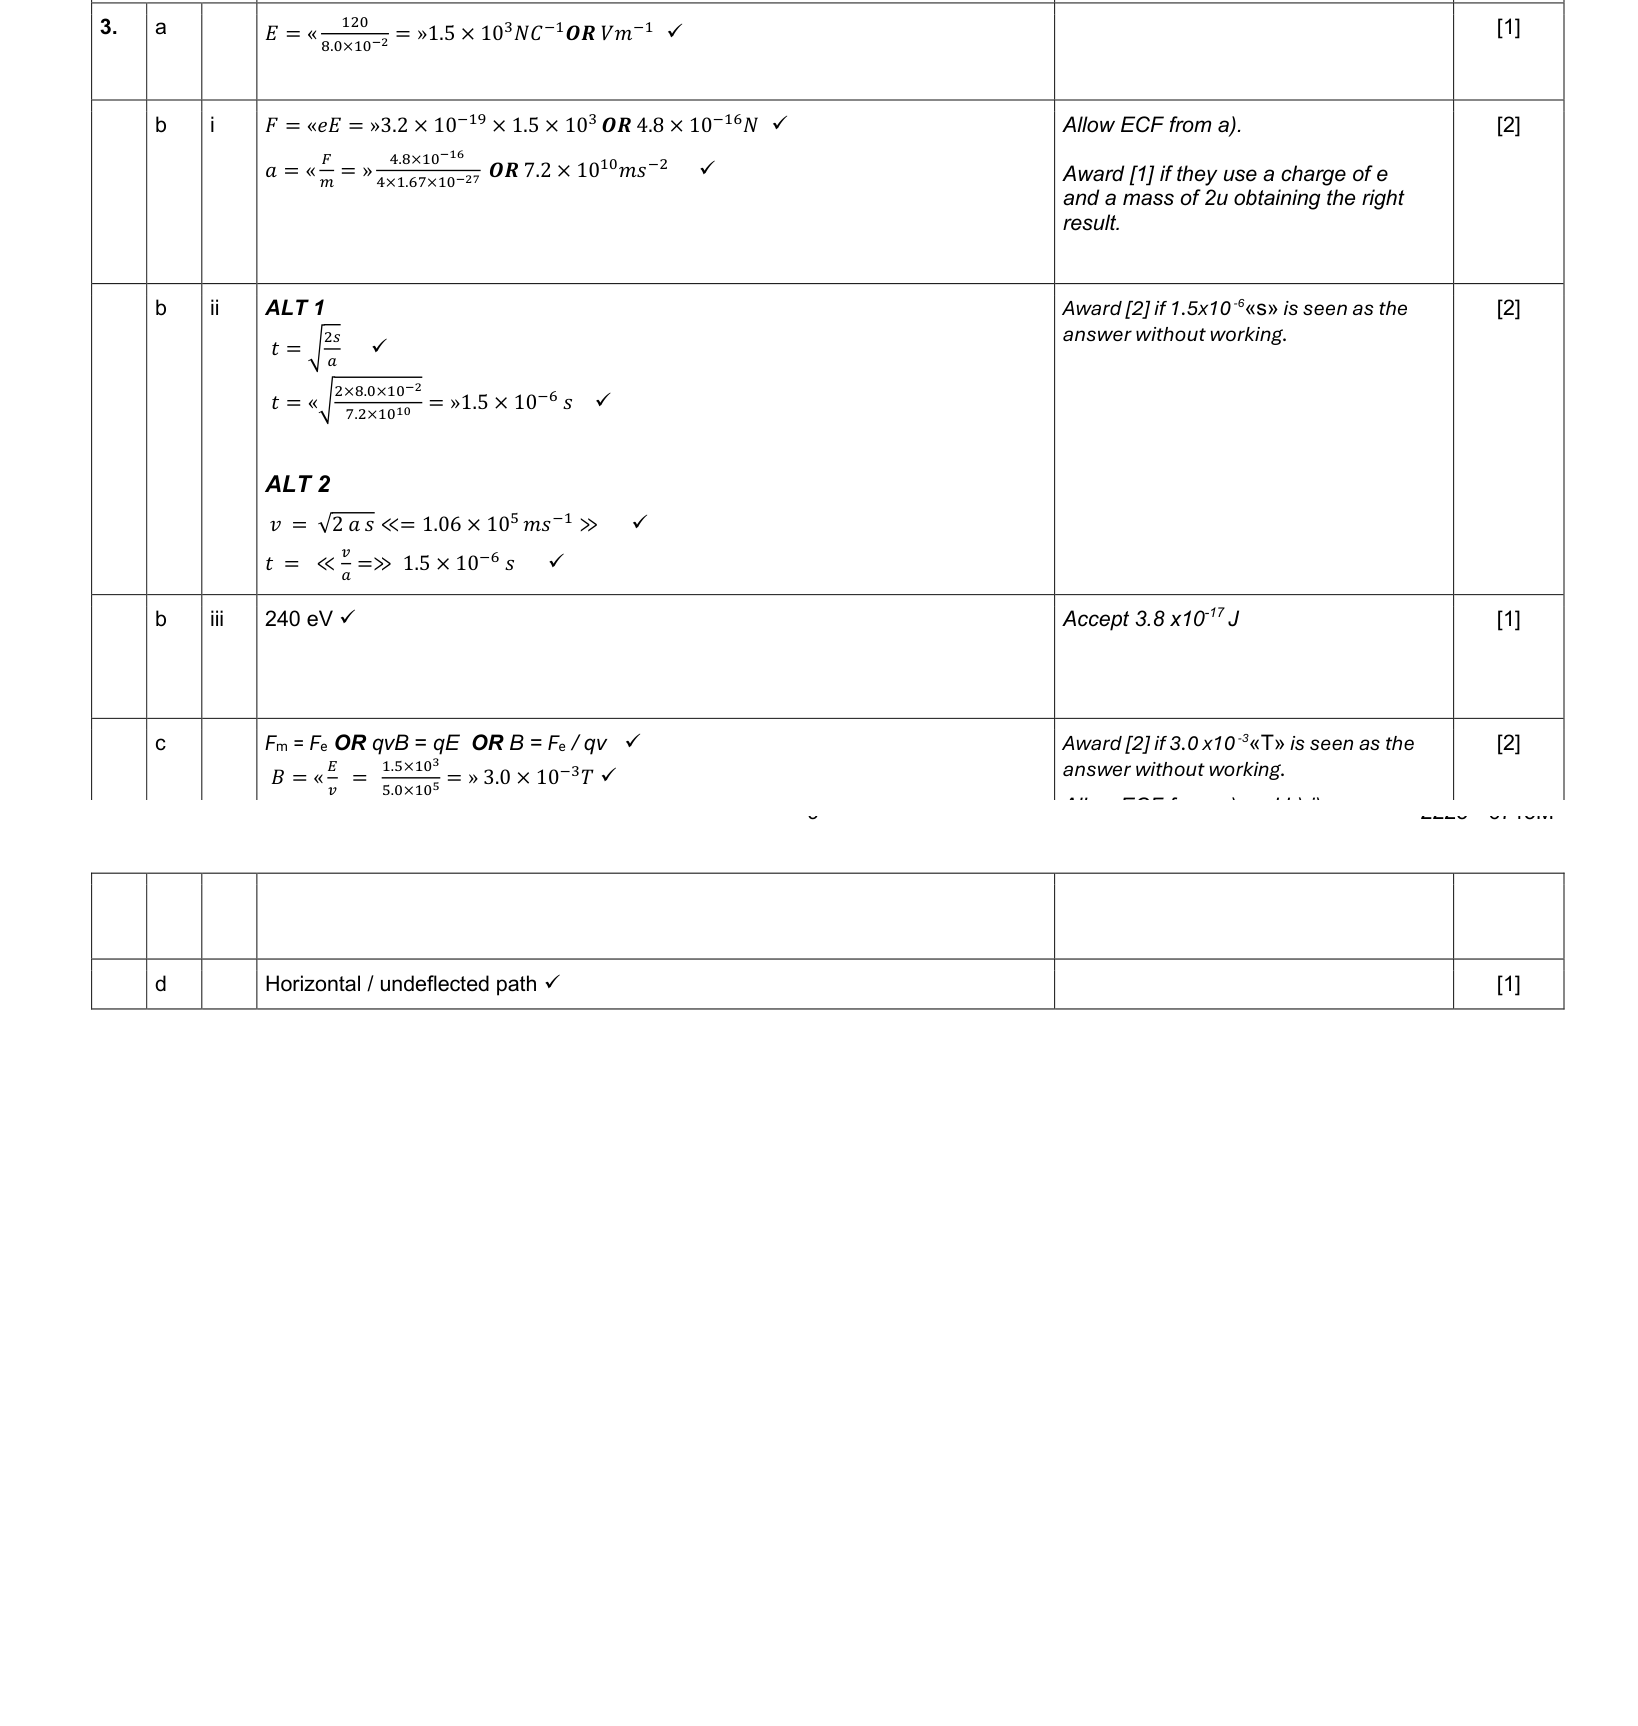 3. a E = « 120 / 8.0×10⁻² = »1.5 × 10³NC⁻¹OR Vm⁻¹ ✓ [1]
b i F = «eE = »3.2 × 10⁻¹⁹ × 1.5 × 10³ OR 4.8 × 10⁻¹⁶N ✓ Allow ECF from a). [2]
a = « F/m = » 4.8×10⁻¹⁶ / 4×1.67×10⁻²⁷ OR 7.2 × 10¹⁰ms⁻² ✓
Award [1] if they use a charge of e
and a mass of 2u obtaining the right
result.
b ii ALT 1 Award [2] if 1.5x10⁻⁶«s» is seen as the [2]
answer without working.
t = √(2s/a) ✓
t = «√(2×8.0×10⁻² / 7.2×10¹⁰) = »1.5 × 10⁻⁶ s ✓
ALT 2
v = √(2 a s) ≪= 1.06 × 10⁵ ms⁻¹ ≫ ✓
t = ≪ v/a =≫ 1.5 × 10⁻⁶ s ✓
b iii 240 eV ✓ Accept 3.8 x10⁻¹⁷ J [1]
c Fₘ = Fₑ OR qvB = qE OR B = Fₑ / qv ✓ Award [2] if 3.0 x10⁻³«T» is seen as the [2]
answer without working.
B = « E/v = 1.5×10³ / 5.0×10⁵ = » 3.0 × 10⁻³T ✓
d Horizontal / undeflected path ✓ [1]